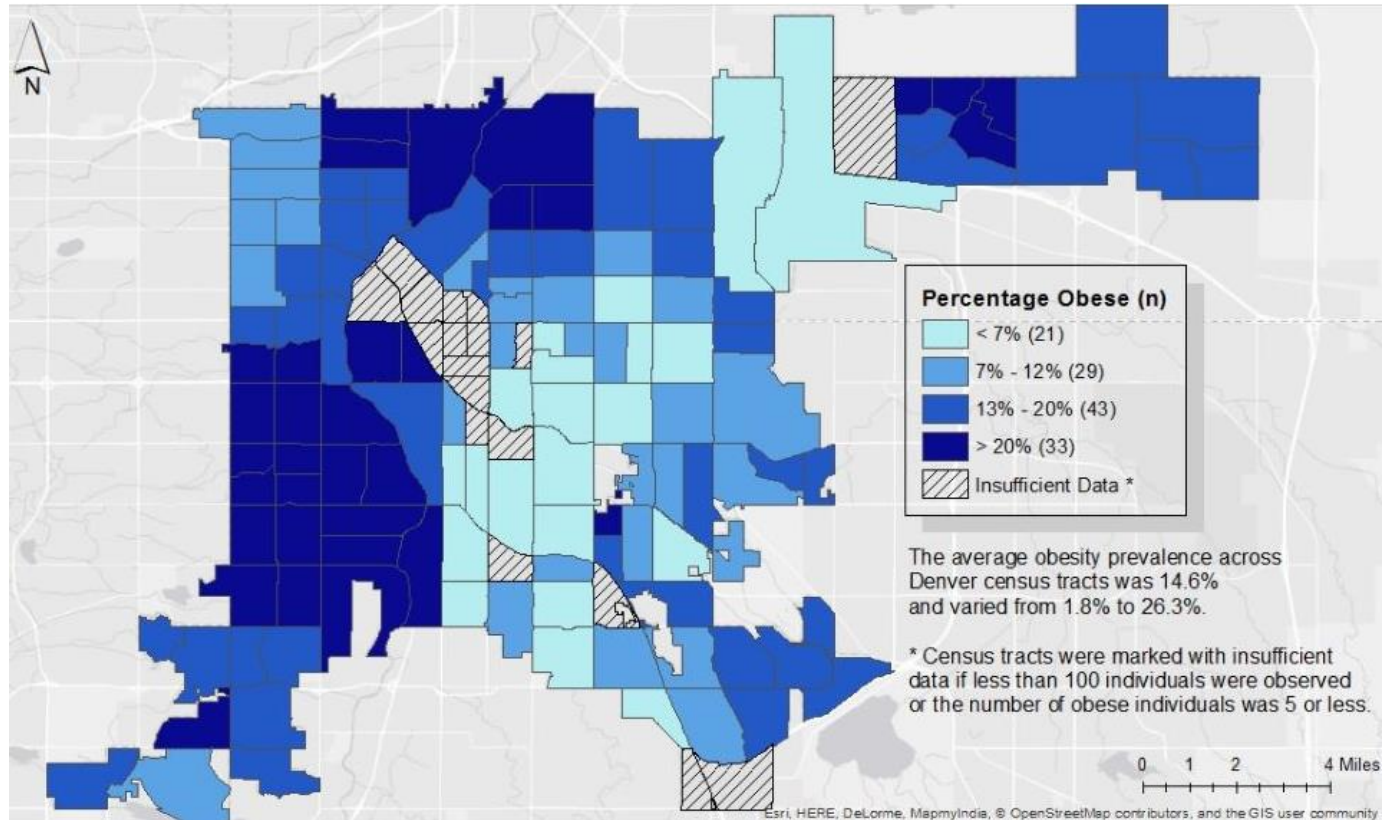 N
Percentage Obese (n)
< 7% (21)
7% - 12% (29)
13% - 20% (43)
> 20% (33)
Insufficient Data *
The average obesity prevalence across
Denver census tracts was 14.6%
and varied from 1.8% to 26.3%.
* Census tracts were marked with insufficient
data if less than 100 individuals were observed
or the number of obese individuals was 5 or less.
0 1 2 4 Miles
Esri, HERE, DeLorme, MapmyIndia, © OpenStreetMap contributors, and the GIS user community